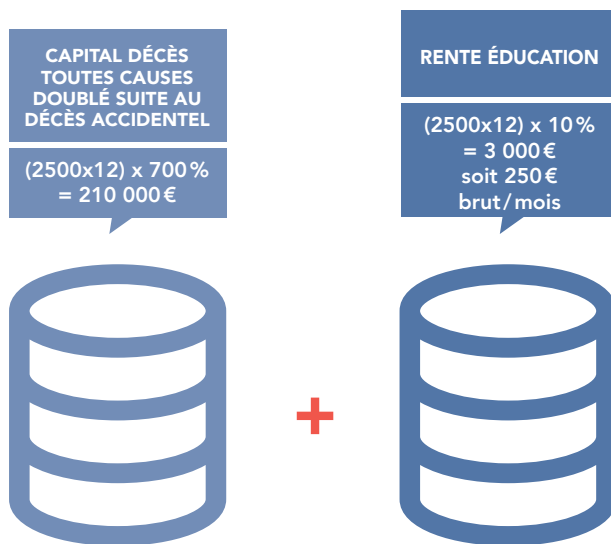 CAPITAL DÉCÈS
TOUTES CAUSES
DOUBLÉ SUITE AU
DÉCÈS ACCIDENTEL
(2500x12) x 700 %
= 210 000 €
RENTE ÉDUCATION
(2500x12) x 10 %
= 3 000 €
soit 250 €
brut / mois
+